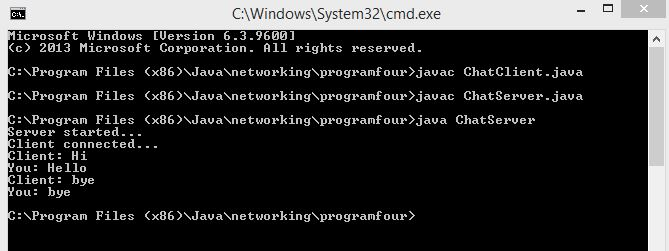 C:\Windows\System32\cmd.exe
Microsoft Windows [Version 6.3.9600]
(c) 2013 Microsoft Corporation. All rights reserved.
C:\Program Files (x86)\Java\networking\programfour>javac ChatClient.java
C:\Program Files (x86)\Java\networking\programfour>javac ChatServer.java
C:\Program Files (x86)\Java\networking\programfour>java ChatServer
Server started...
Client connected...
Client: Hi
You: Hello
Client: bye
You: bye
C:\Program Files (x86)\Java\networking\programfour>